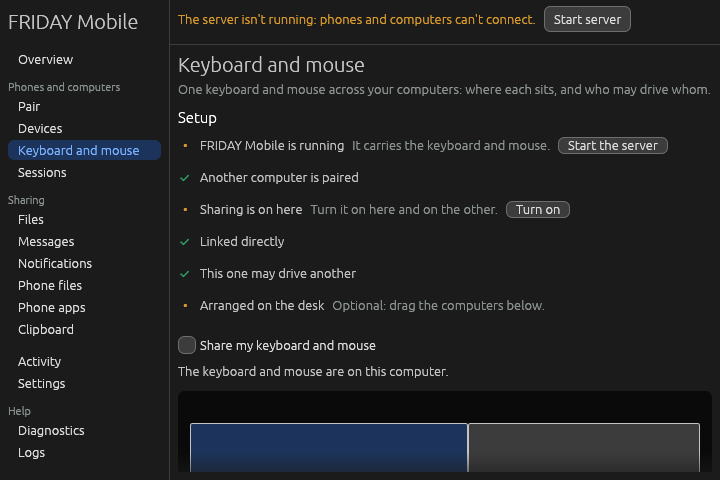 FRIDAY Mobile
Overview
Phones and computers
Pair
Devices
Keyboard and mouse
Sessions
Sharing
Files
Messages
Notifications
Phone files
Phone apps
Clipboard
Activity
Settings
Help
Diagnostics
Logs
The server isn't running: phones and computers can't connect. Start server
Keyboard and mouse
One keyboard and mouse across your computers: where each sits, and who may drive whom.
Setup
FRIDAY Mobile is running It carries the keyboard and mouse. Start the server
Another computer is paired
Sharing is on here Turn it on here and on the other. Turn on
Linked directly
This one may drive another
Arranged on the desk Optional: drag the computers below.
Share my keyboard and mouse
The keyboard and mouse are on this computer.